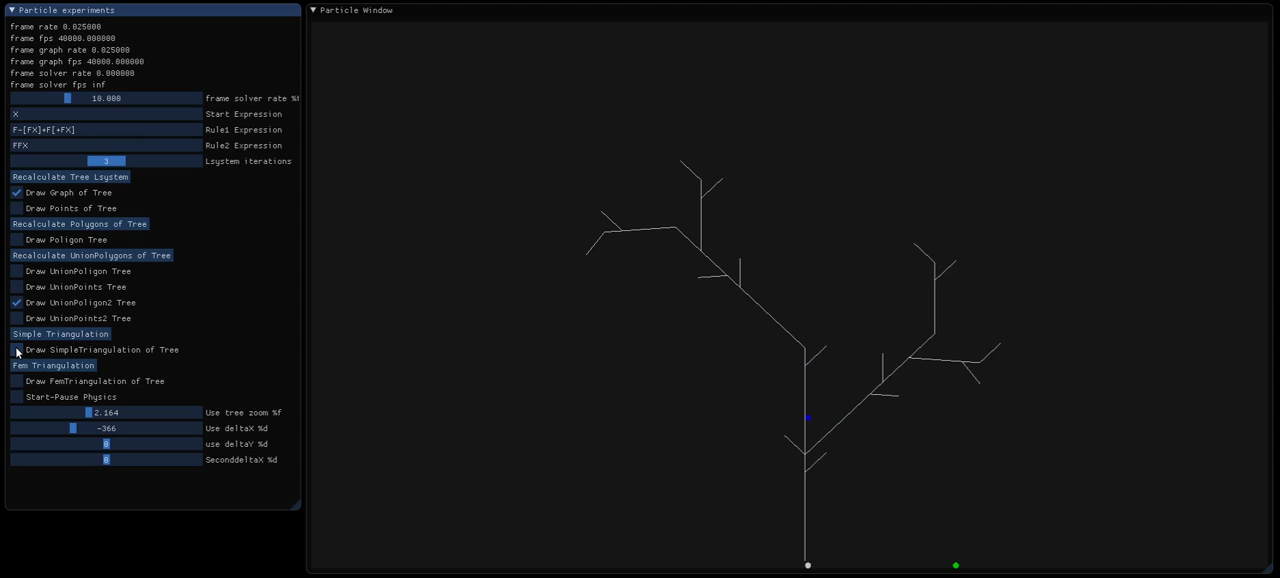 Particle experiments
frame rate 0.025000
frame fps 40000.000000
frame graph rate 0.025000
frame graph fps 40000.000000
frame solver rate 0.000000
frame solver fps inf
10.000 frame solver rate %f
X Start Expression
F-[FX]+F[+FX] Rule1 Expression
FFX Rule2 Expression
3 Lsystem iterations
Recalculate Tree Lsystem
Draw Graph of Tree
Draw Points of Tree
Recalculate Polygons of Tree
Draw Poligon Tree
Recalculate UnionPolygons of Tree
Draw UnionPoligon Tree
Draw UnionPoints Tree
Draw UnionPoligon2 Tree
Draw UnionPoints2 Tree
Simple Triangulation
Draw SimpleTriangulation of Tree
Fem Triangulation
Draw FemTriangulation of Tree
Start-Pause Physics
2.164 Use tree zoom %f
-366 Use deltaX %d
0 use deltaY %d
0 SeconddeltaX %d
Particle Window